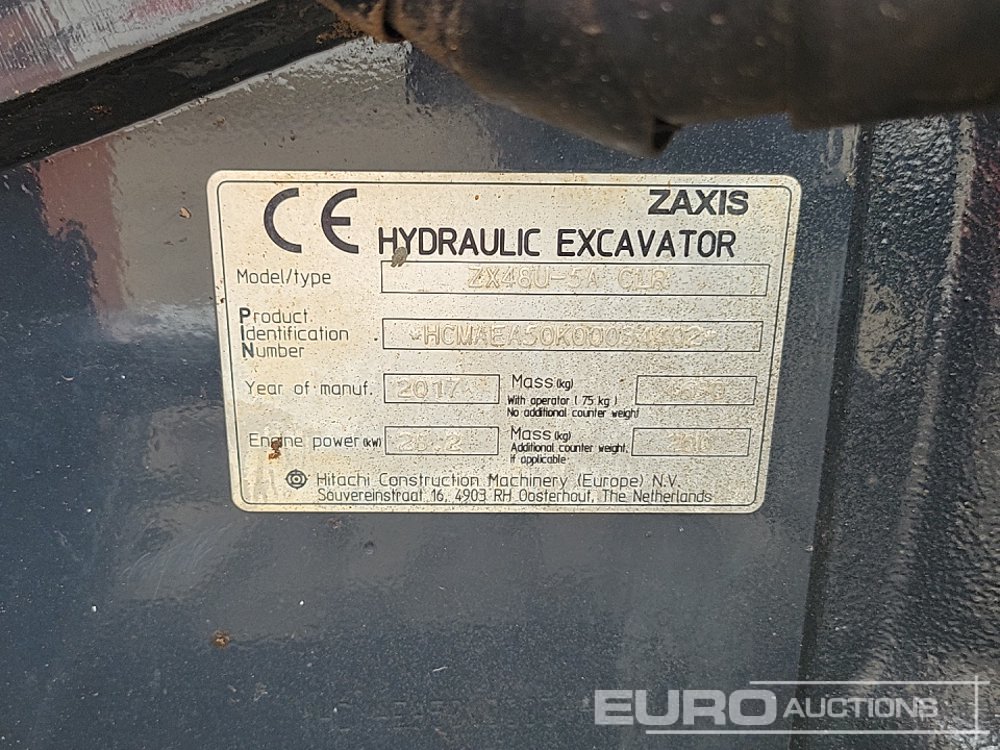 CE ZAXIS
HYDRAULIC EXCAVATOR
Model/type ZX48U-5A CLR
Product
Identification
Number
Year of manuf. 2017 Mass (kg)
With operator ( 75 kg )
No additional counter weight
Engine power (kW) Mass (kg)
Additional counter weight,
if applicable
Hitachi Construction Machinery (Europe) N.V.
Souvereinstraat 16, 4903 RH Oosterhout, The Netherlands
EURO AUCTIONS